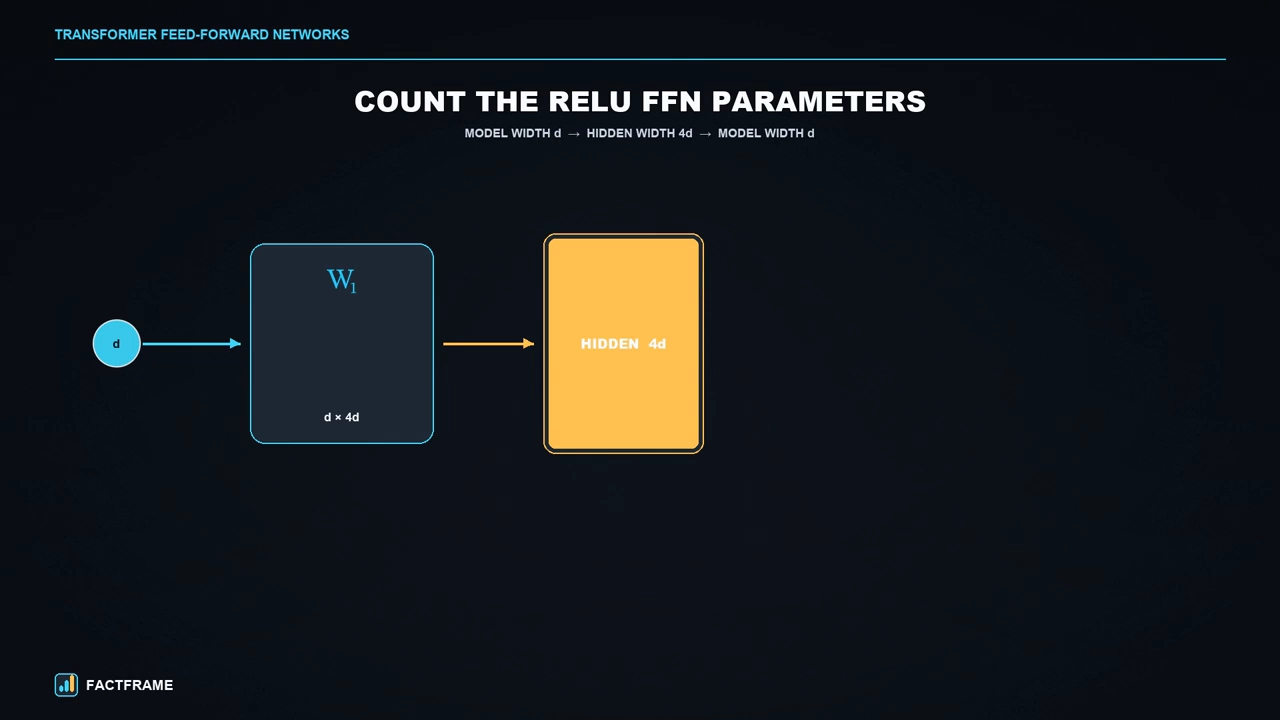 TRANSFORMER FEED-FORWARD NETWORKS
COUNT THE RELU FFN PARAMETERS
MODEL WIDTH d → HIDDEN WIDTH 4d → MODEL WIDTH d
W₁
d
HIDDEN 4d
d × 4d
FACTFRAME